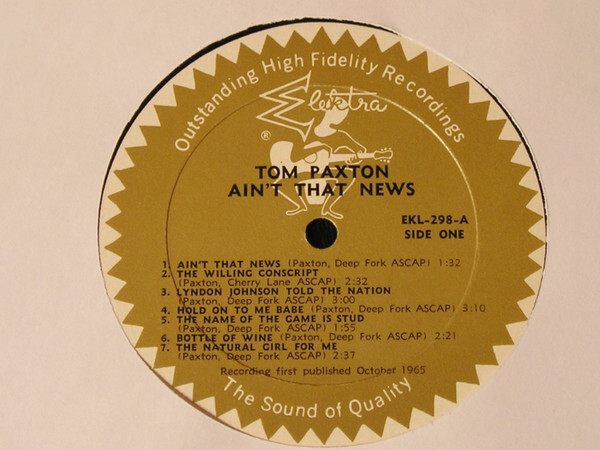 Outstanding High Fidelity Recordings
Elektra
®
TOM PAXTON
AIN'T THAT NEWS
EKL-298-A
SIDE ONE
1. AIN'T THAT NEWS (Paxton, Deep Fork ASCAP) 1:32
2. THE WILLING CONSCRIPT
(Paxton, Cherry Lane ASCAP) 2:32
3. LYNDON JOHNSON TOLD THE NATION
(Paxton, Deep Fork ASCAP) 3:00
4. HOLD ON TO ME BABE (Paxton, Deep Fork ASCAP) 3:10
5. THE NAME OF THE GAME IS STUD
(Paxton, Deep Fork ASCAP) 1:55
6. BOTTLE OF WINE (Paxton, Deep Fork ASCAP) 2:21
7. THE NATURAL GIRL FOR ME
(Paxton, Deep Fork ASCAP) 2:37
Recording first published October 1965
The Sound of Quality